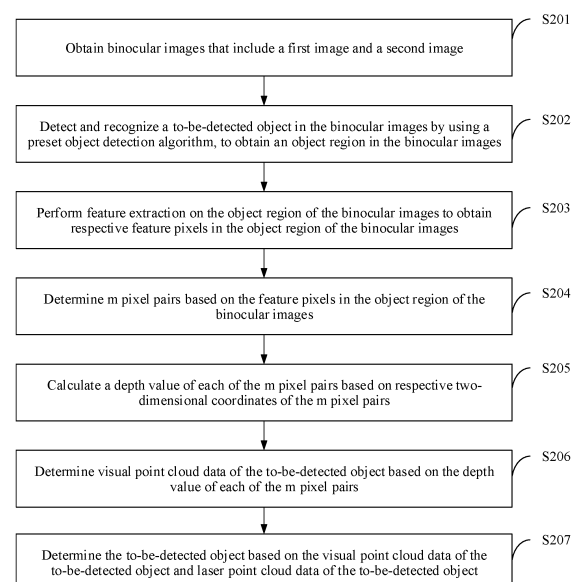 S201
Obtain binocular images that include a first image and a second image
S202
Detect and recognize a to-be-detected object in the binocular images by using a
preset object detection algorithm, to obtain an object region in the binocular images
S203
Perform feature extraction on the object region of the binocular images to obtain
respective feature pixels in the object region of the binocular images
S204
Determine m pixel pairs based on the feature pixels in the object region of the
binocular images
S205
Calculate a depth value of each of the m pixel pairs based on respective two-
dimensional coordinates of the m pixel pairs
S206
Determine visual point cloud data of the to-be-detected object based on the depth
value of each of the m pixel pairs
S207
Determine the to-be-detected object based on the visual point cloud data of the
to-be-detected object and laser point cloud data of the to-be-detected object